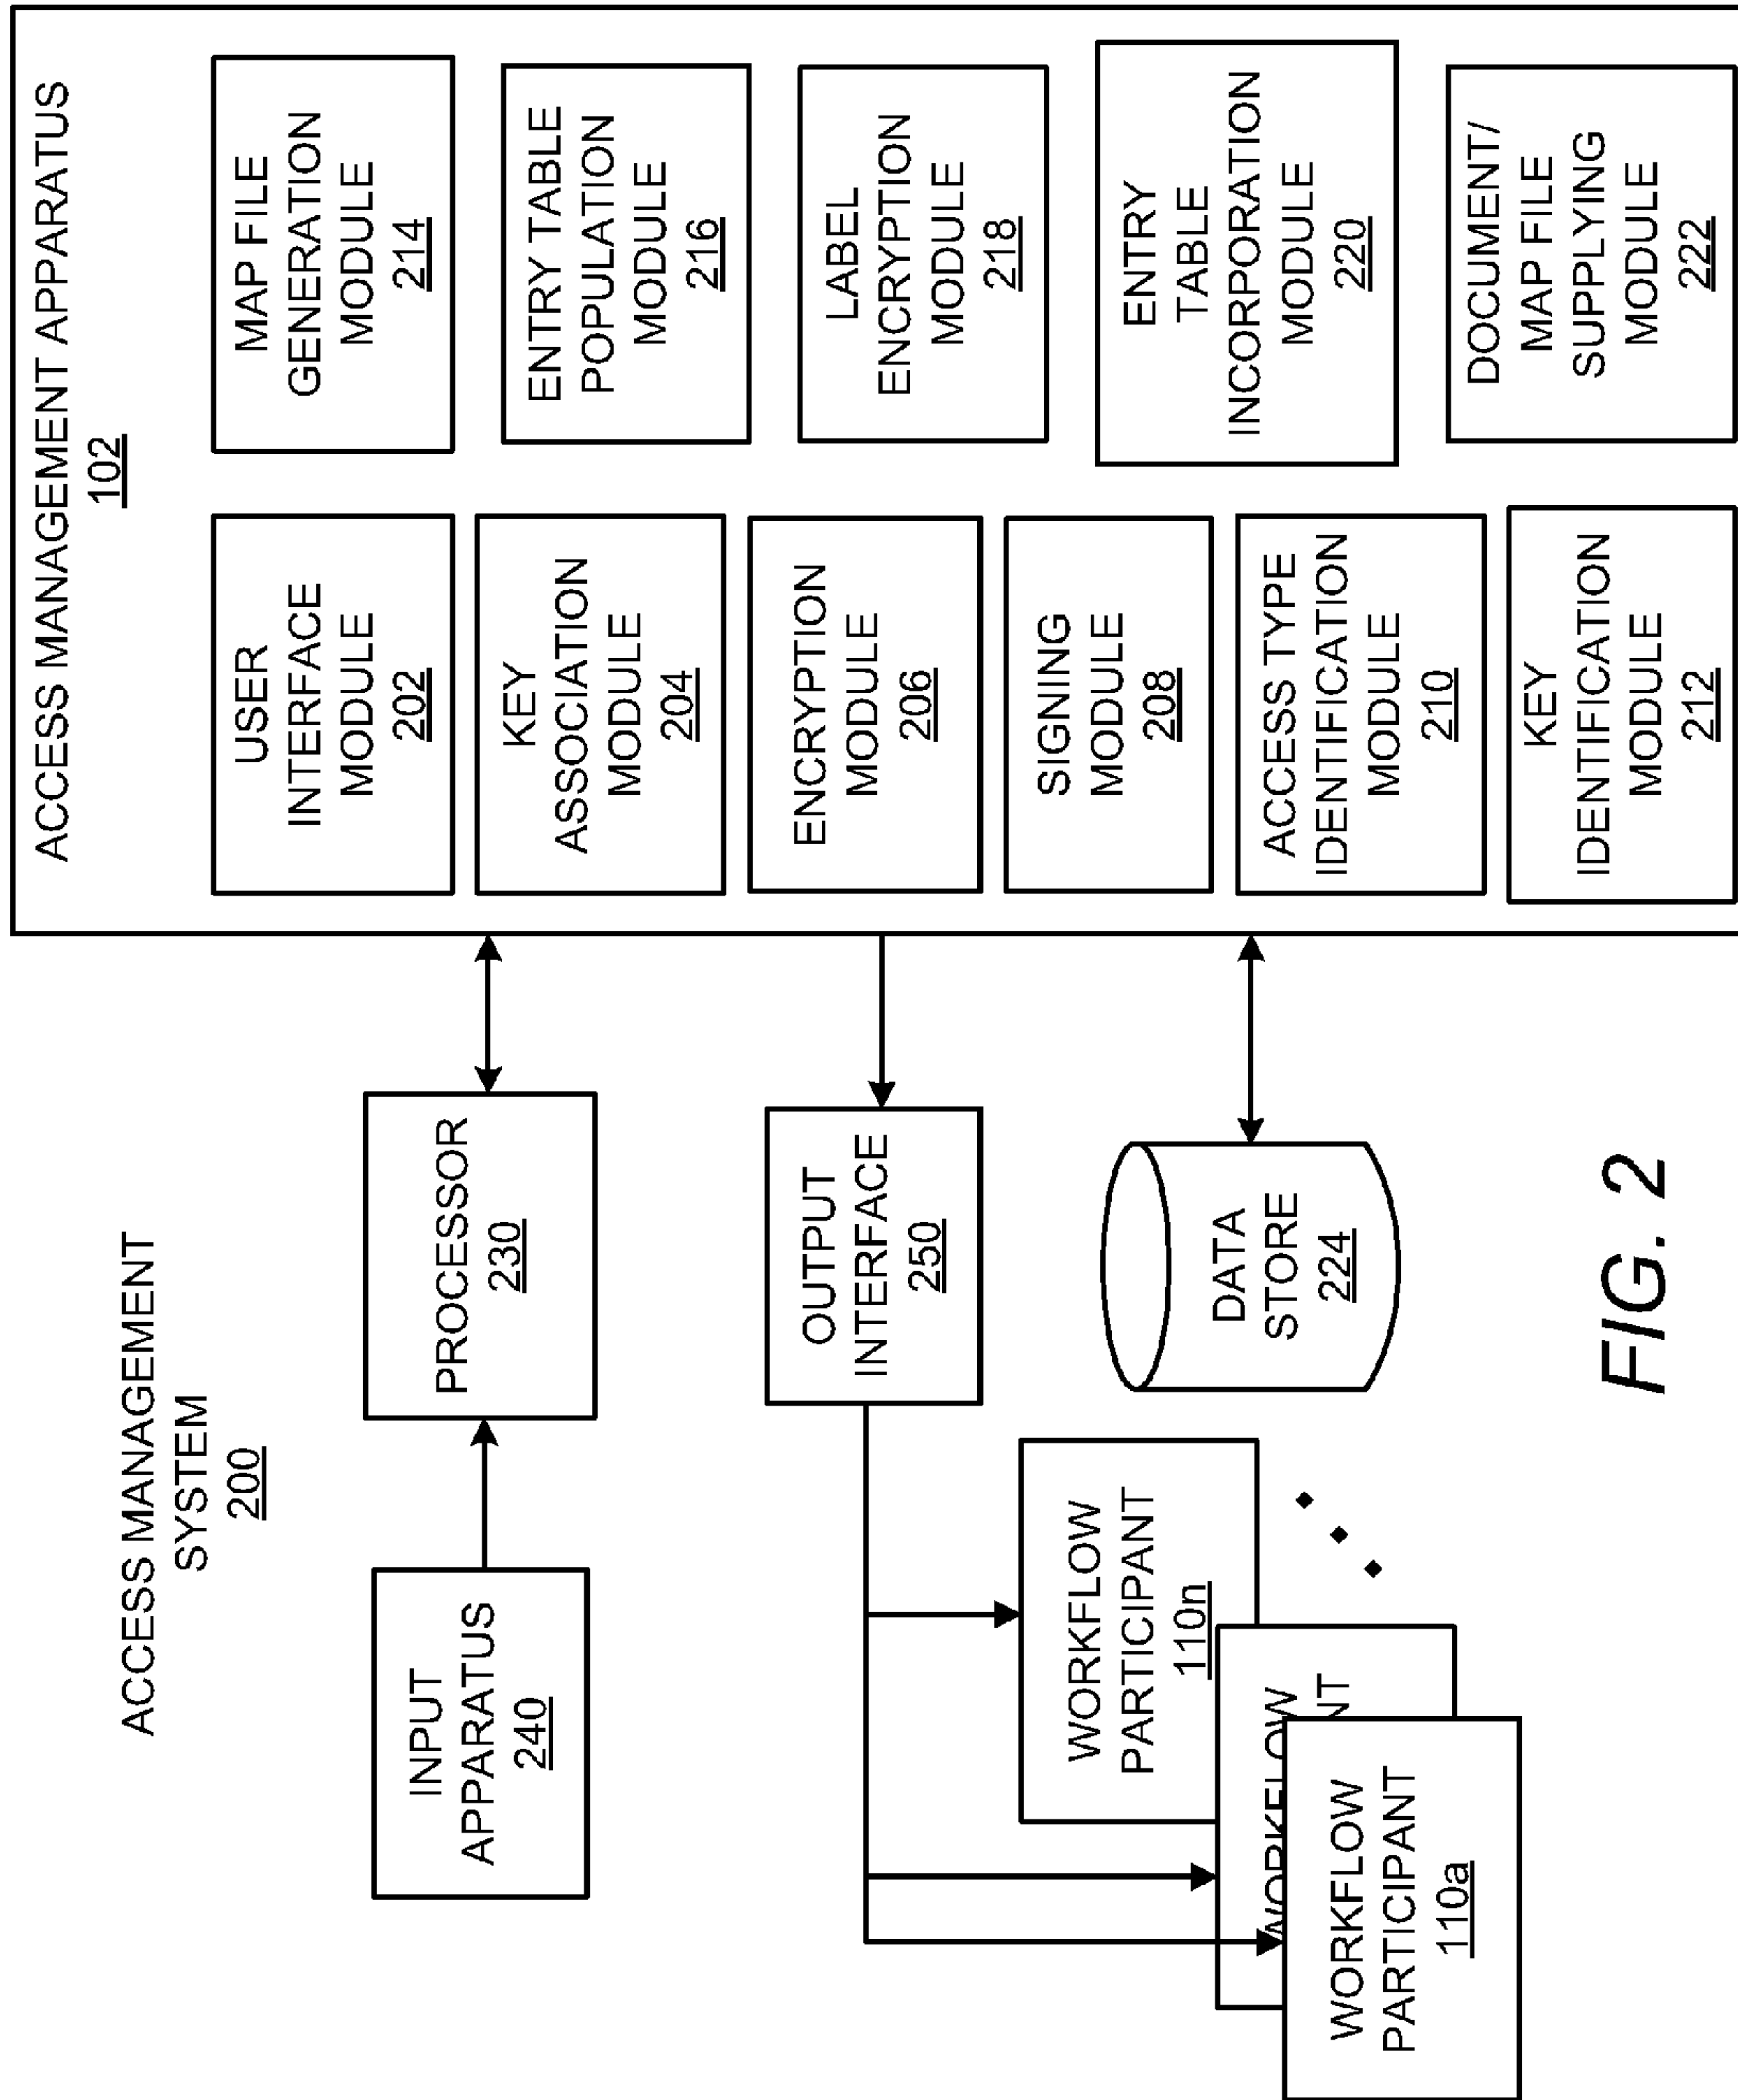 ACCESS MANAGEMENT
SYSTEM
200
INPUT
APPARATUS
240
PROCESSOR
230
OUTPUT
INTERFACE
250
WORKFLOW
PARTICIPANT
110n
WORKFLOW
NT
WORKFLOW
PARTICIPANT
110a
DATA
STORE
224
ACCESS MANAGEMENT APPARATUS
102
USER
INTERFACE
MODULE
202
KEY
ASSOCIATION
MODULE
204
ENCRYPTION
MODULE
206
SIGNING
MODULE
208
ACCESS TYPE
IDENTIFICATION
MODULE
210
KEY
IDENTIFICATION
MODULE
212
MAP FILE
GENERATION
MODULE
214
ENTRY TABLE
POPULATION
MODULE
216
LABEL
ENCRYPTION
MODULE
218
ENTRY
TABLE
INCORPORATION
MODULE
220
DOCUMENT/
MAP FILE
SUPPLYING
MODULE
222
FIG. 2